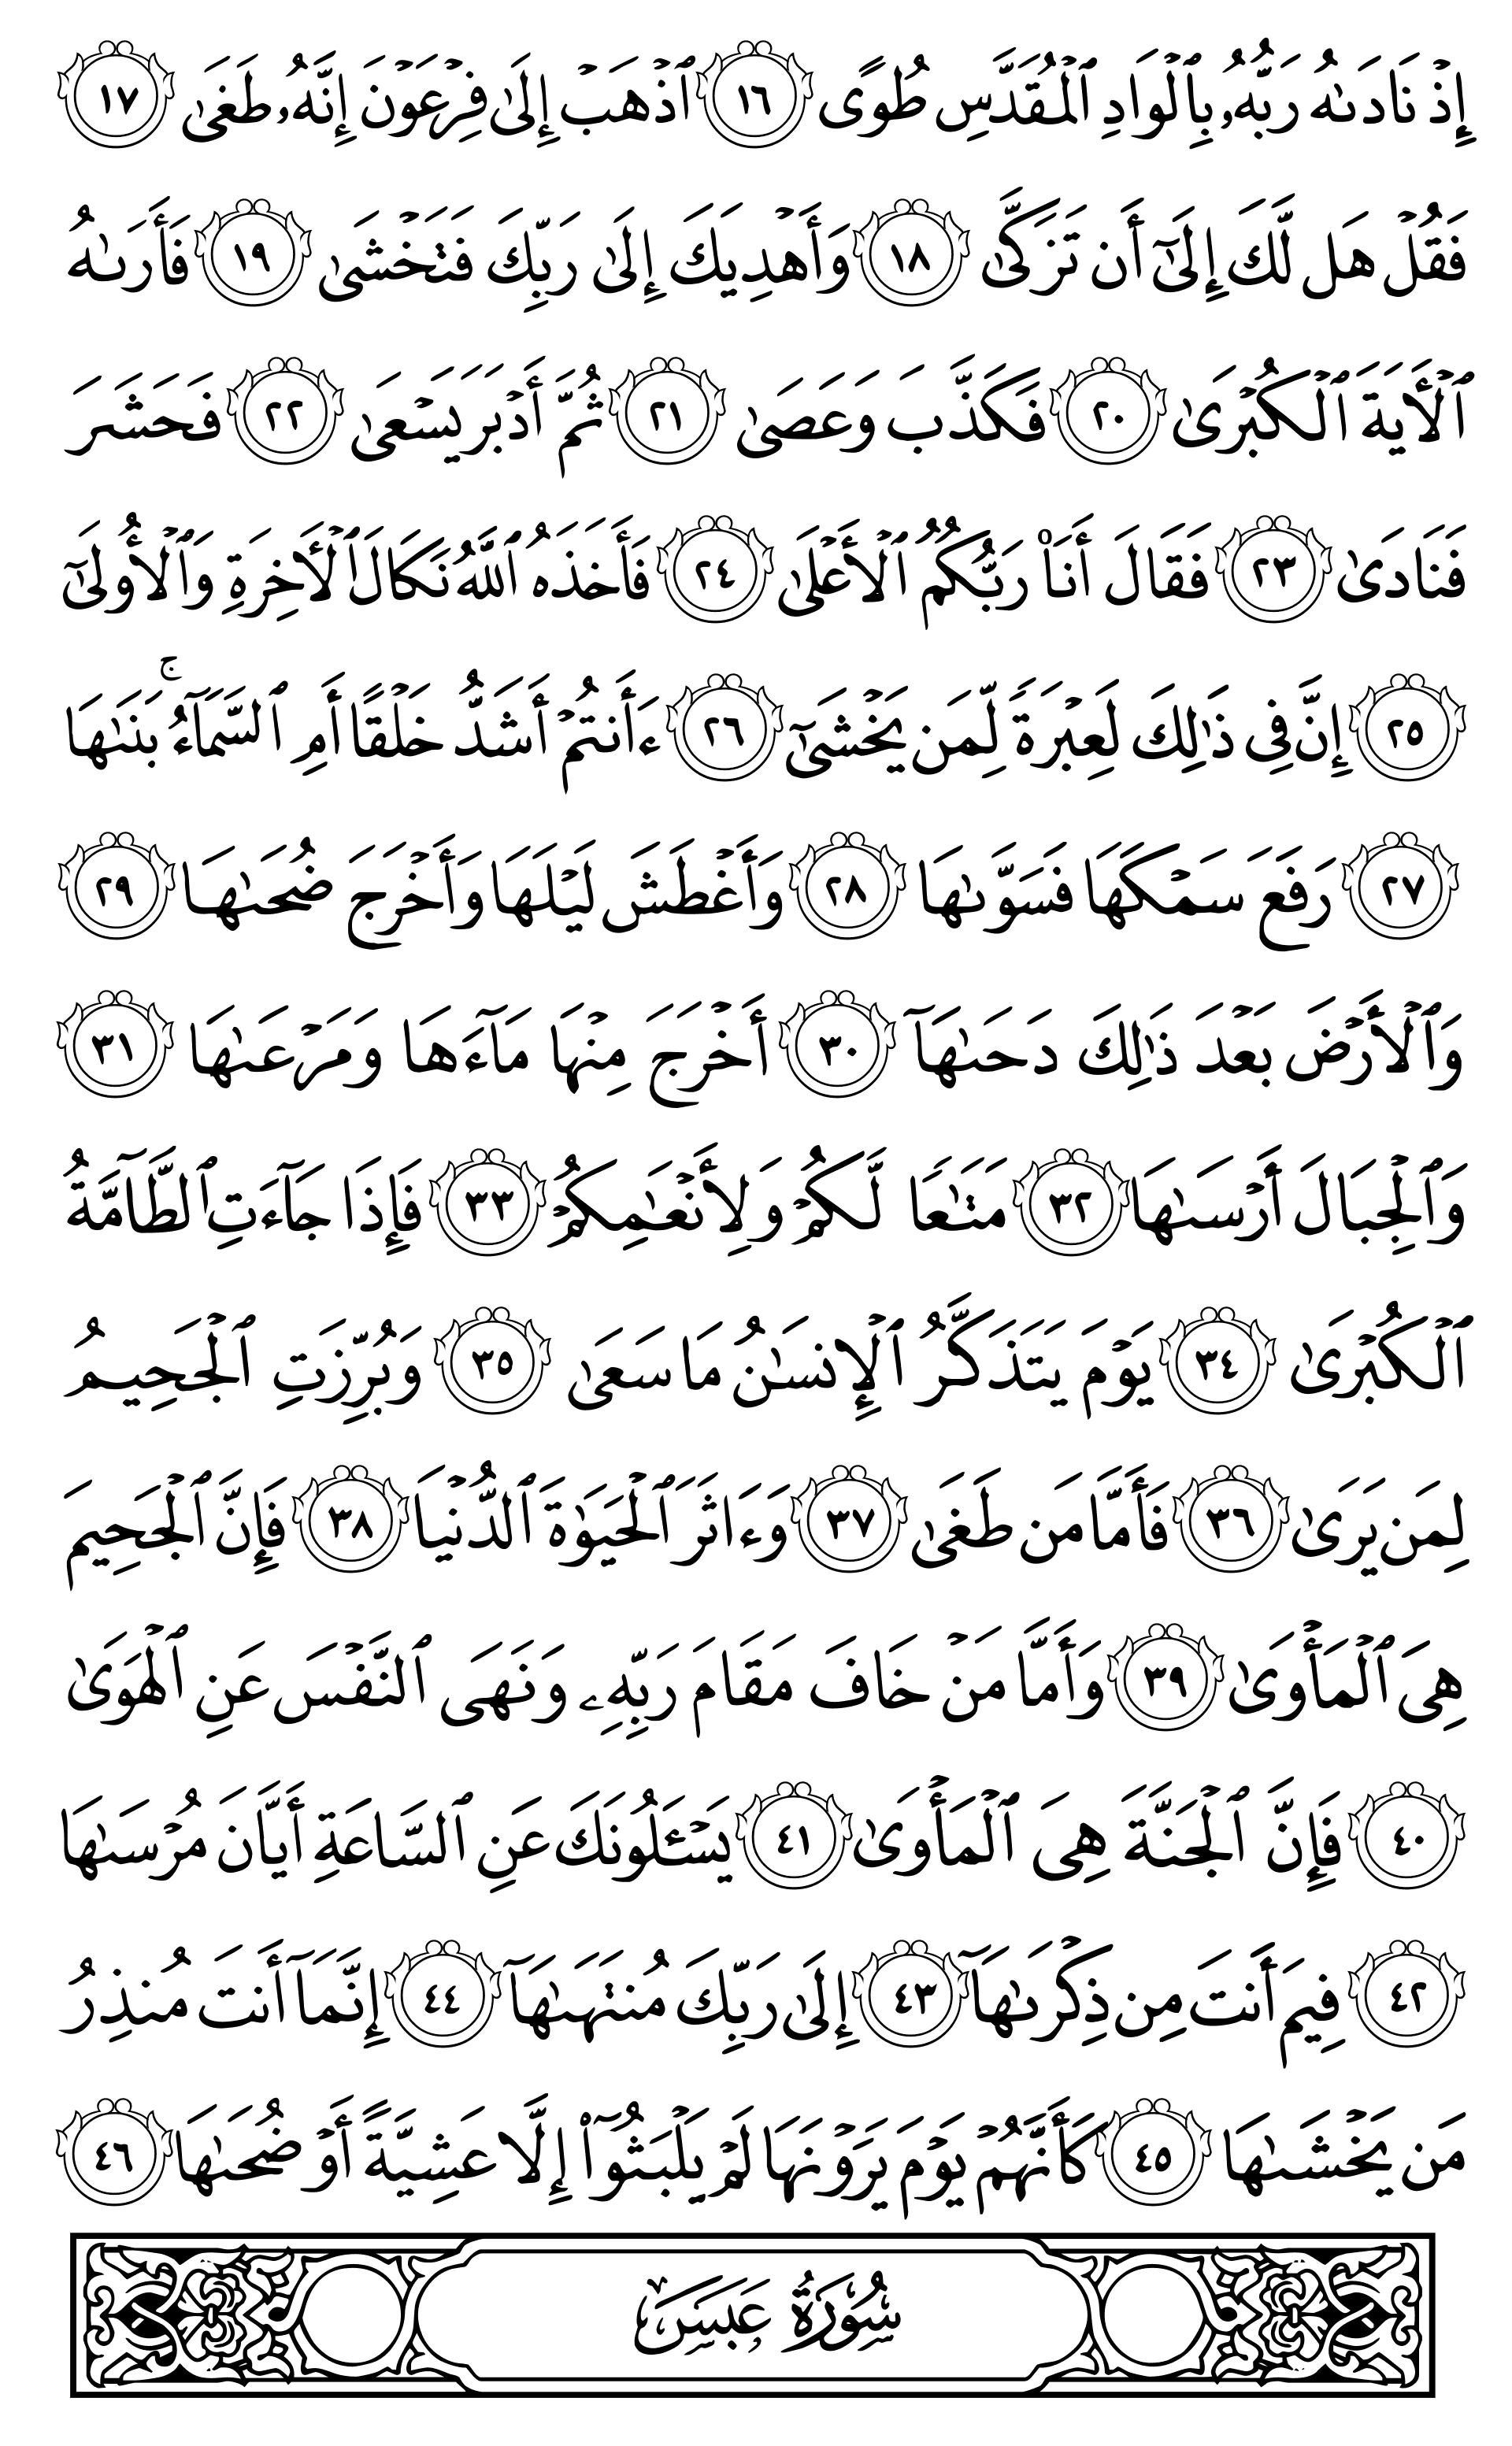 إِذْ نَادَىٰهُ رَبُّهُۥ بِٱلْوَادِ ٱلْمُقَدَّسِ طُوًى ١٦ ٱذْهَبْ إِلَىٰ فِرْعَوْنَ إِنَّهُۥ طَغَىٰ ١٧
فَقُلْ هَل لَّكَ إِلَىٰٓ أَن تَزَكَّىٰ ١٨ وَأَهْدِيَكَ إِلَىٰ رَبِّكَ فَتَخْشَىٰ ١٩ فَأَرَىٰهُ
ٱلْأَيَةَ ٱلْكُبْرَىٰ ٢٠ فَكَذَّبَ وَعَصَىٰ ٢١ ثُمَّ أَدْبَرَ يَسْعَىٰ ٢٢ فَحَشَرَ
فَنَادَىٰ ٢٣ فَقَالَ أَنَا۠ رَبُّكُمُ ٱلْأَعْلَىٰ ٢٤ فَأَخَذَهُ ٱللَّهُ نَكَالَ ٱلْأَخِرَةِ وَٱلْأُولَىٰٓ
٢٥ إِنَّ فِى ذَٰلِكَ لَعِبْرَةً لِّمَن يَخْشَىٰٓ ٢٦ ءَأَنتُمْ أَشَدُّ خَلْقًا أَمِ ٱلسَّمَآءُ ۚ بَنَىٰهَا
٢٧ رَفَعَ سَمْكَهَا فَسَوَّىٰهَا ٢٨ وَأَغْطَشَ لَيْلَهَا وَأَخْرَجَ ضُحَىٰهَا ٢٩
وَٱلْأَرْضَ بَعْدَ ذَٰلِكَ دَحَىٰهَآ ٣٠ أَخْرَجَ مِنْهَا مَآءَهَا وَمَرْعَىٰهَا ٣١
وَٱلْجِبَالَ أَرْسَىٰهَا ٣٢ مَتَٰعًا لَّكُمْ وَلِأَنْعَٰمِكُمْ ٣٣ فَإِذَا جَآءَتِ ٱلطَّآمَّةُ
ٱلْكُبْرَىٰ ٣٤ يَوْمَ يَتَذَكَّرُ ٱلْإِنسَٰنُ مَا سَعَىٰ ٣٥ وَبُرِّزَتِ ٱلْجَحِيمُ
لِمَن يَرَىٰ ٣٦ فَأَمَّا مَن طَغَىٰ ٣٧ وَءَاثَرَ ٱلْحَيَوٰةَ ٱلدُّنْيَا ٣٨ فَإِنَّ ٱلْجَحِيمَ
هِىَ ٱلْمَأْوَىٰ ٣٩ وَأَمَّا مَنْ خَافَ مَقَامَ رَبِّهِۦ وَنَهَى ٱلنَّفْسَ عَنِ ٱلْهَوَىٰ
٤٠ فَإِنَّ ٱلْجَنَّةَ هِىَ ٱلْمَأْوَىٰ ٤١ يَسْـَٔلُونَكَ عَنِ ٱلسَّاعَةِ أَيَّانَ مُرْسَىٰهَا
٤٢ فِيمَ أَنتَ مِن ذِكْرَىٰهَآ ٤٣ إِلَىٰ رَبِّكَ مُنتَهَىٰهَآ ٤٤ إِنَّمَآ أَنتَ مُنذِرُ
مَن يَخْشَىٰهَا ٤٥ كَأَنَّهُمْ يَوْمَ يَرَوْنَهَا لَمْ يَلْبَثُوٓا۟ إِلَّا عَشِيَّةً أَوْ ضُحَىٰهَا ٤٦
سُورَةُ عَبَسَ